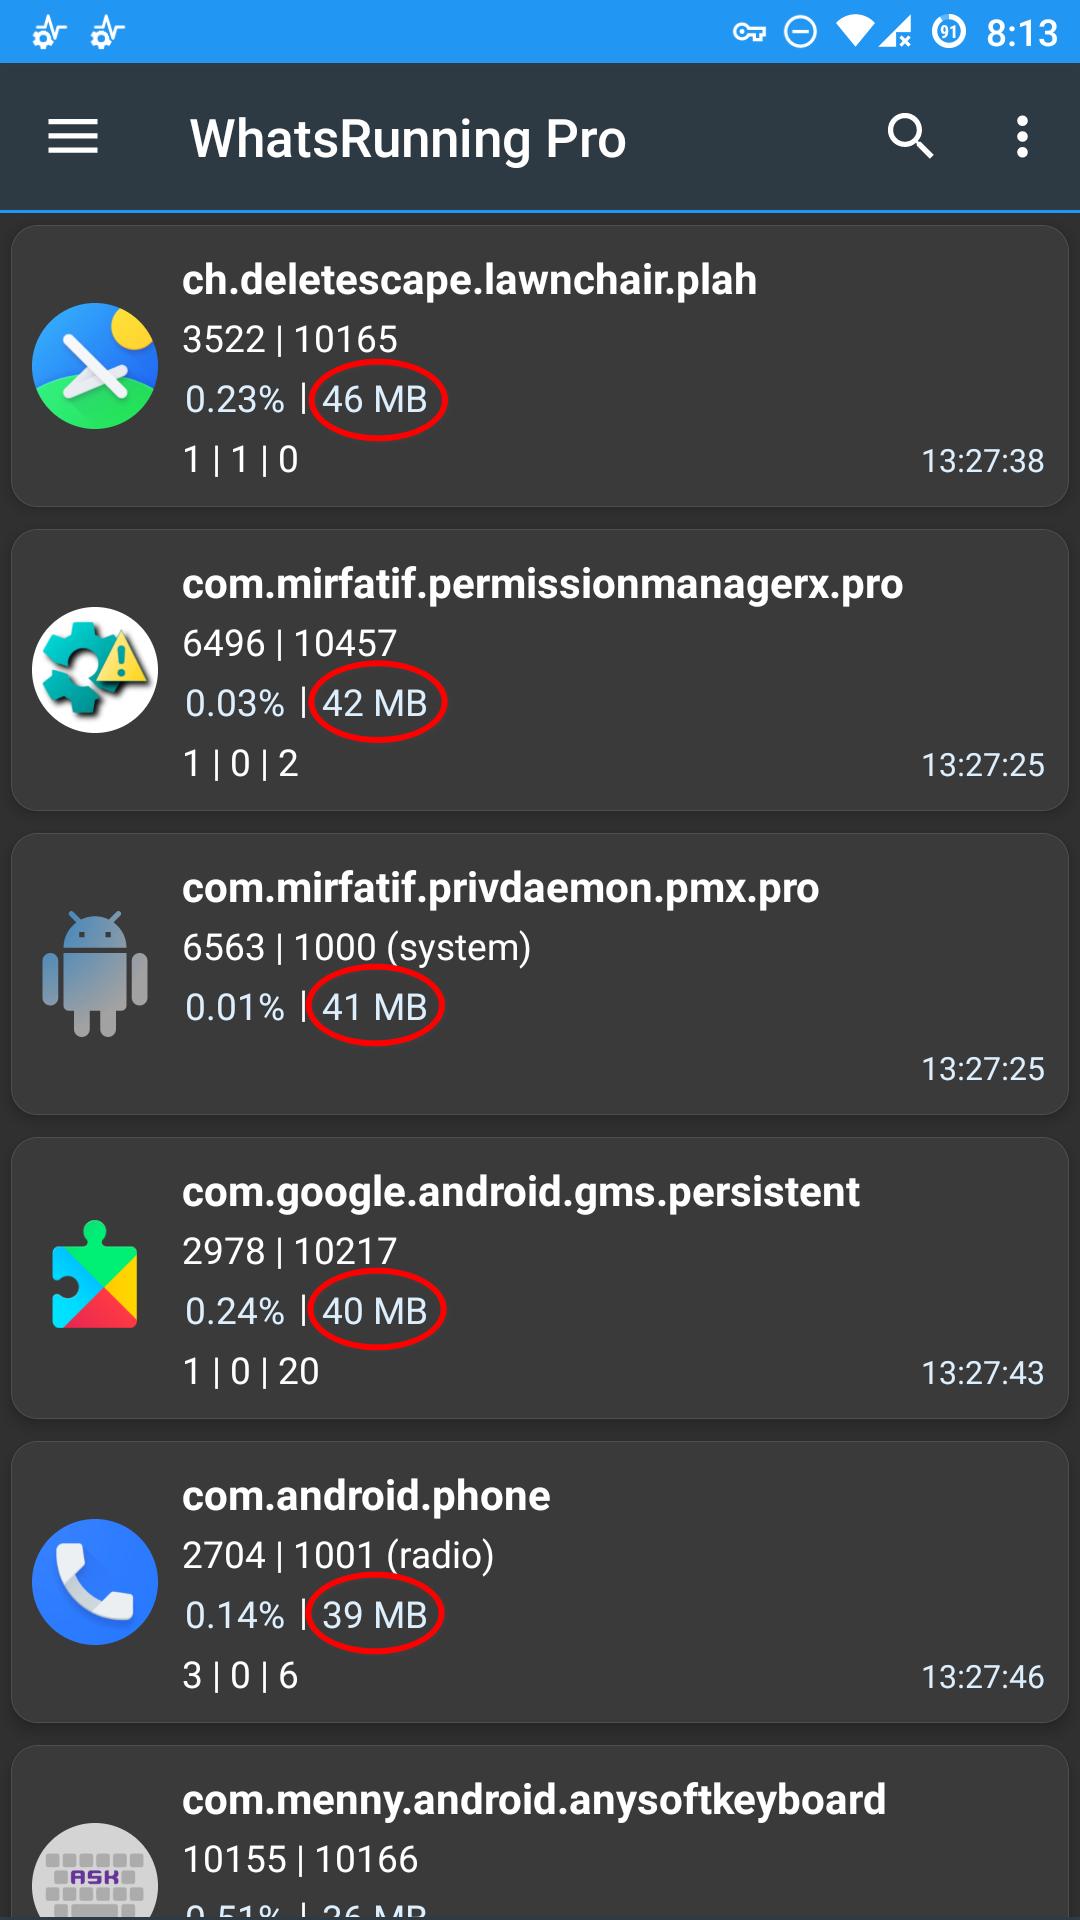 91 8:13
WhatsRunning Pro
ch.deletescape.lawnchair.plah
3522 | 10165
0.23% | 46 MB
1 | 1 | 0
13:27:38
com.mirfatif.permissionmanagerx.pro
6496 | 10457
0.03% | 42 MB
1 | 0 | 2
13:27:25
com.mirfatif.privdaemon.pmx.pro
6563 | 1000 (system)
0.01% | 41 MB
13:27:25
com.google.android.gms.persistent
2978 | 10217
0.24% | 40 MB
1 | 0 | 20
13:27:43
com.android.phone
2704 | 1001 (radio)
0.14% | 39 MB
3 | 0 | 6
13:27:46
com.menny.android.anysoftkeyboard
10155 | 10166
ASK
0.51% | 36 MB